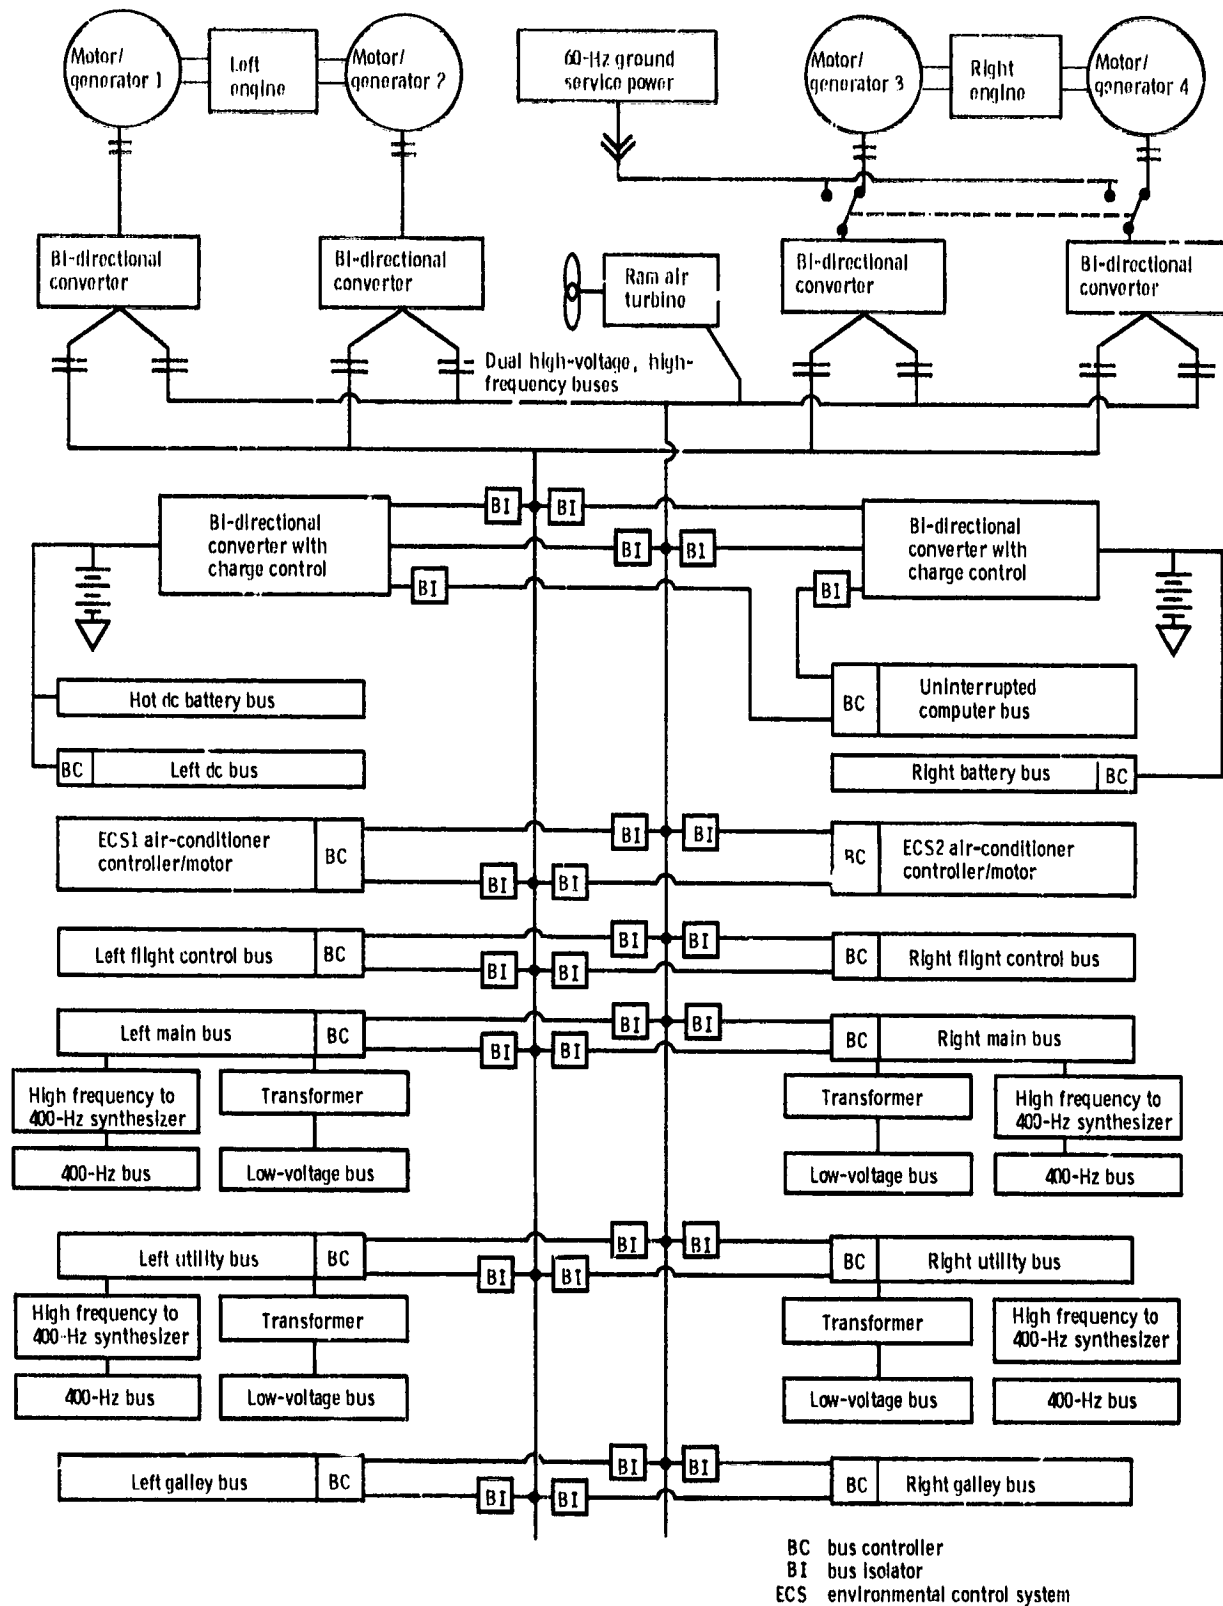 Motor/
generator 1
Left
engine
Motor/
generator 2
60-Hz ground
service power
Motor/
generator 3
Right
engine
Motor/
generator 4
Bi-directional
converter
Bi-directional
converter
Ram air
turbine
Bi-directional
converter
Bi-directional
converter
Dual high-voltage, high-
frequency buses
BI
BI
Bi-directional
converter with
charge control
BI
BI
Bi-directional
converter with
charge control
BI
BI
Hot dc battery bus
BC
Uninterrupted
computer bus
BC
Left dc bus
Right battery bus
BC
ECS1 air-conditioner
controller/motor
BC
BI
BI
BI
BI
BC
ECS2 air-conditioner
controller/motor
Left flight control bus
BC
BI
BI
BI
BI
BC
Right flight control bus
Left main bus
BC
BI
BI
BI
BI
BC
Right main bus
High frequency to
400-Hz synthesizer
Transformer
Transformer
High frequency to
400-Hz synthesizer
400-Hz bus
Low-voltage bus
Low-voltage bus
400-Hz bus
Left utility bus
BC
BI
BI
BI
BI
BC
Right utility bus
High frequency to
400-Hz synthesizer
Transformer
Transformer
High frequency to
400-Hz synthesizer
400-Hz bus
Low-voltage bus
Low-voltage bus
400-Hz bus
Left galley bus
BC
BI
BI
BI
BI
BC
Right galley bus
BC bus controller
BI bus isolator
ECS environmental control system